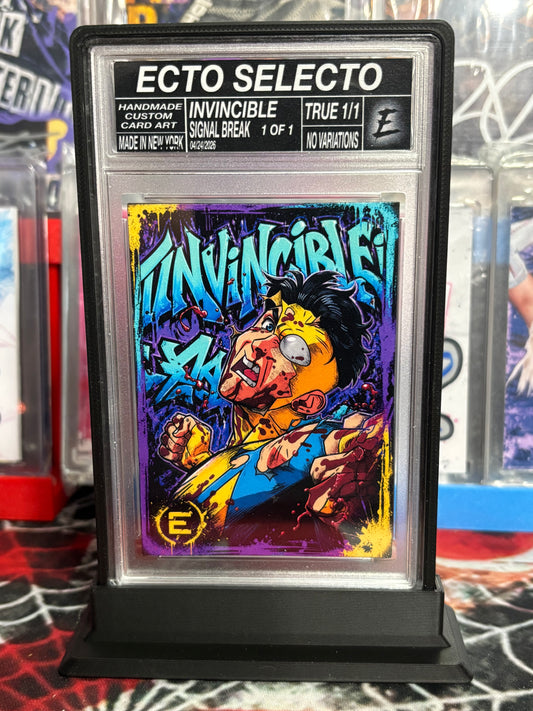 ECTO SELECTO
HANDMADE
CUSTOM
CARD ART
MADE IN NEW YORK
INVINCIBLE
SIGNAL BREAK 1 OF 1
04/24/2026
TRUE 1/1
NO VARIATIONS
E
INVINCIBLE
E